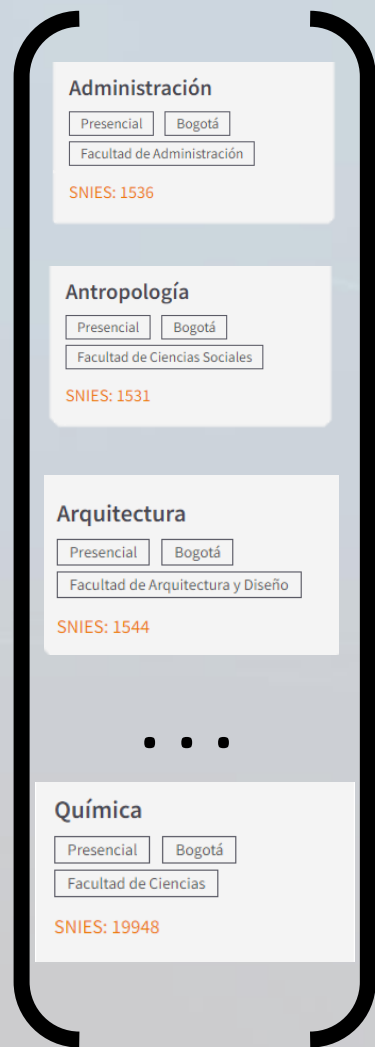 Administración
Presencial Bogotá
Facultad de Administración
SNIES: 1536
Antropología
Presencial Bogotá
Facultad de Ciencias Sociales
SNIES: 1531
Arquitectura
Presencial Bogotá
Facultad de Arquitectura y Diseño
SNIES: 1544
. . .
Química
Presencial Bogotá
Facultad de Ciencias
SNIES: 19948